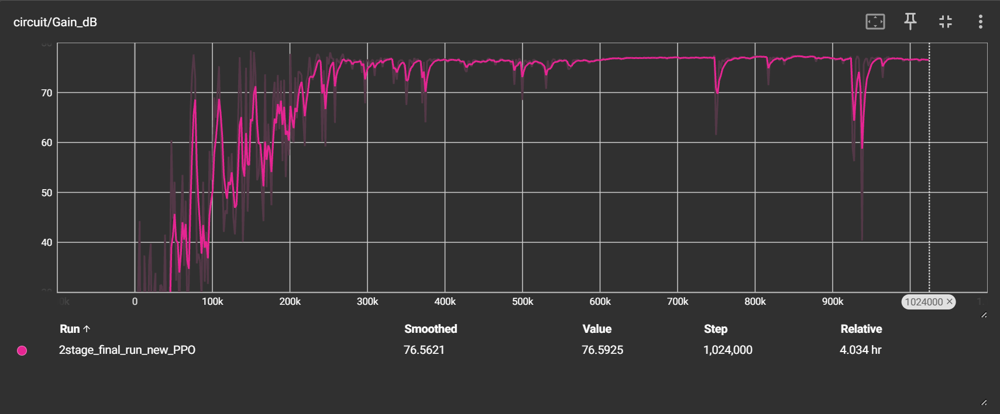 circuit/Gain_dB
70
60
50
40
0 100k 200k 300k 400k 500k 600k 700k 800k 900k 1024000 ×
Run ↑ Smoothed Value Step Relative
2stage_final_run_new_PPO 76.5621 76.5925 1,024,000 4.034 hr